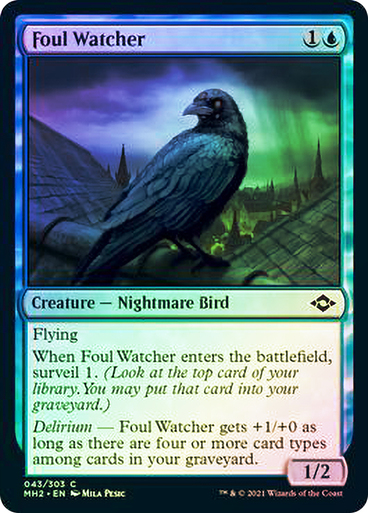 Foul Watcher 1
Creature — Nightmare Bird
Flying
When Foul Watcher enters the battlefield,
surveil 1. (Look at the top card of your
library. You may put that card into your
graveyard.)
Delirium — Foul Watcher gets +1/+0 as
long as there are four or more card types
among cards in your graveyard.
1/2
043/303 C
MH2 • EN Mila Pesic ™ & © 2021 Wizards of the Coast